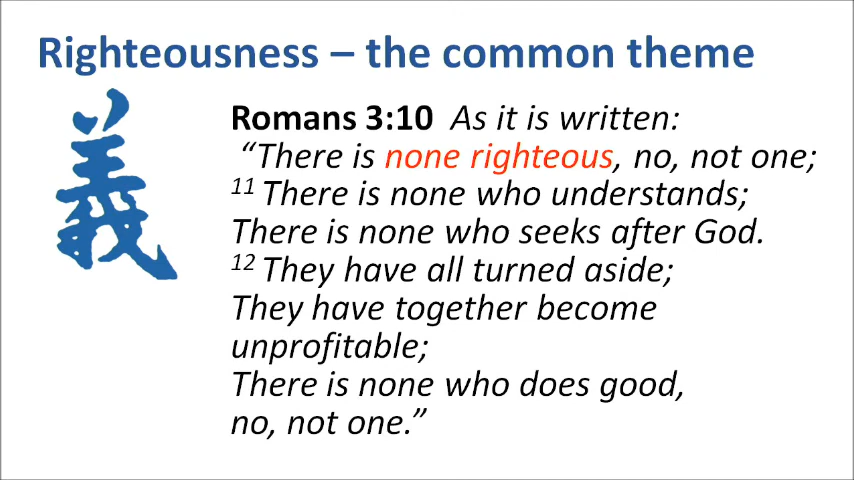 Righteousness – the common theme
義
Romans 3:10 As it is written:
“There is none righteous, no, not one;
11 There is none who understands;
There is none who seeks after God.
12 They have all turned aside;
They have together become
unprofitable;
There is none who does good,
no, not one.”